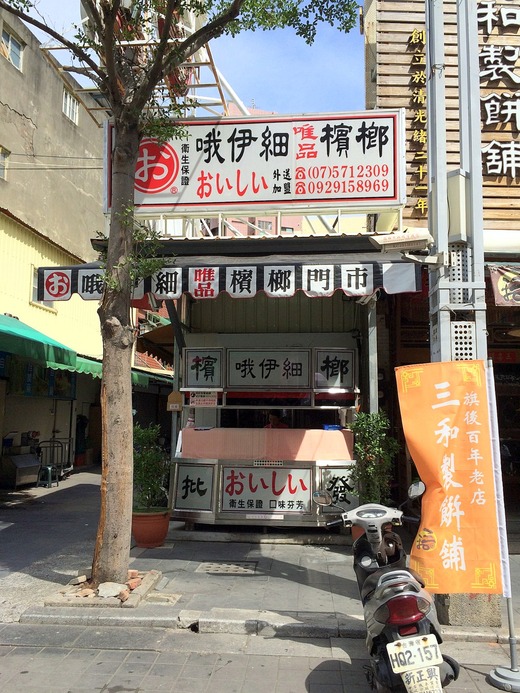 和製餅舖
創立於清光緒二十一年
お
®
衛生保證
哦伊細唯品檳榔
おいしい
外送
加盟
☎(07)5712309
☎0929158969
お哦 細唯品檳榔門市
檳 哦伊細 榔
批 おいしい 發
衛生保證 口味芬芳
旗後百年老店
三和製餅舖
HQ2-157
新正興